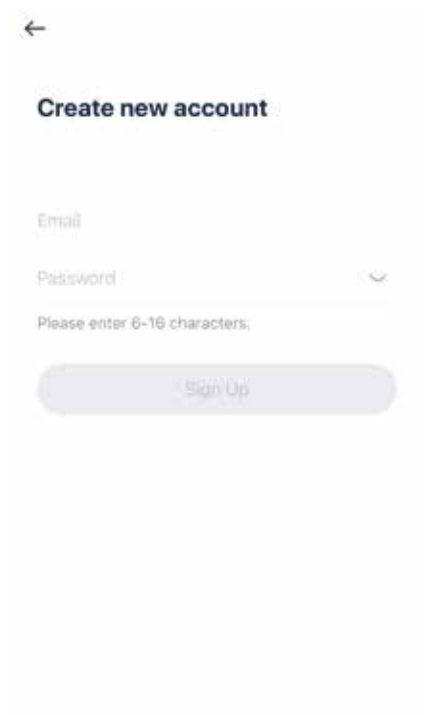 Create new account
Email
Password
Please enter 6-16 characters.
Sign Up